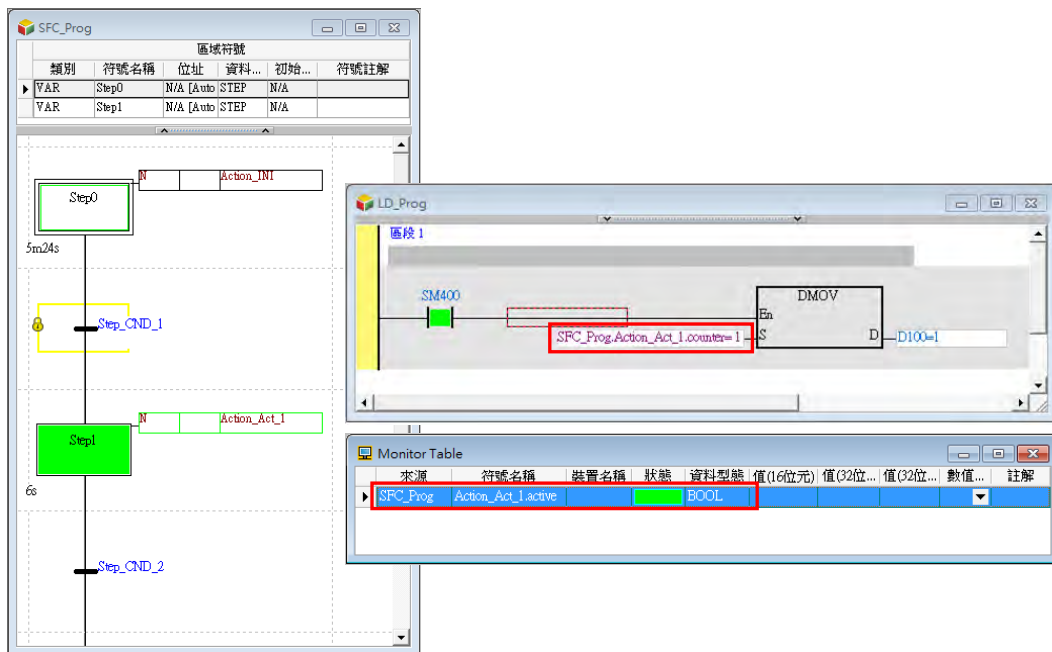 SFC_Prog
區域符號
類別 符號名稱 位址 資料... 初始... 符號註解
VAR Step0 N/A [Auto STEP N/A
VAR Step1 N/A [Auto STEP N/A
N Action_INI
Step0
5m24s
Step_CND_1
N Action_Act_1
Step1
6s
Step_CND_2
LD_Prog
區段 1
SM400
DMOV
En
SFC_Prog.Action_Act_1.counter= 1 S D D100=1
Monitor Table
來源 符號名稱 裝置名稱 狀態 資料型態 值(16位元) 值(32位... 值(32位... 數值... 註解
SFC_Prog Action_Act_1.active BOOL